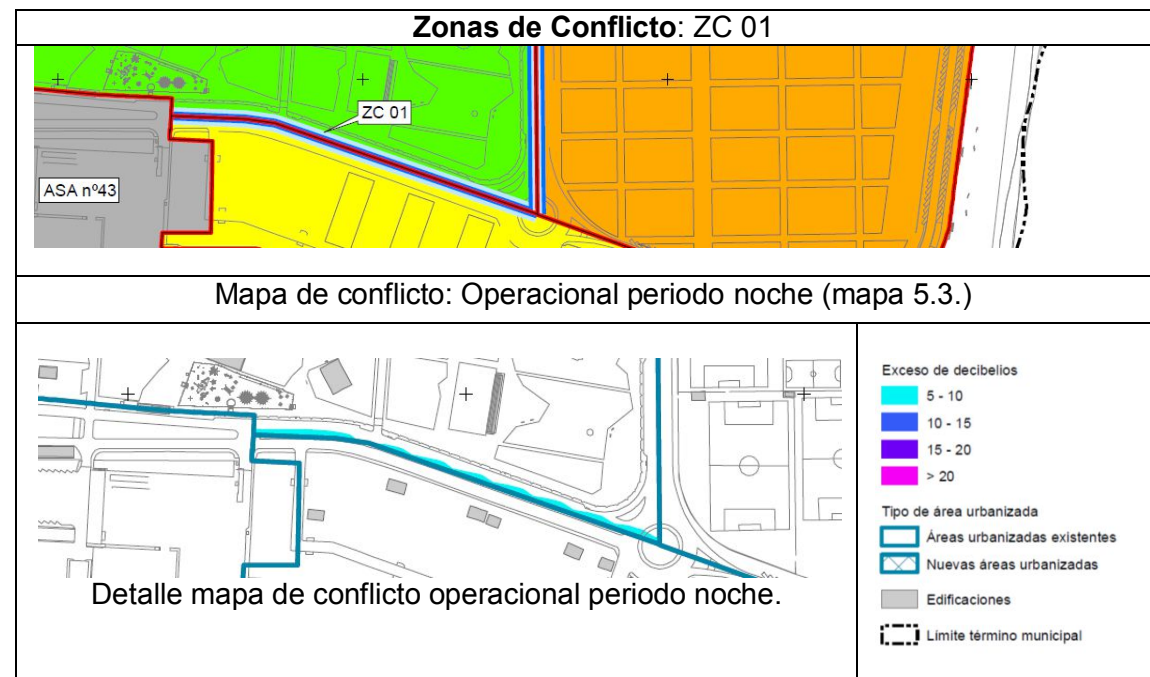 Zonas de Conflicto: ZC 01
ZC 01
ASA nº43
Mapa de conflicto: Operacional periodo noche (mapa 5.3.)
Detalle mapa de conflicto operacional periodo noche.
Exceso de decibelios
5 - 10
10 - 15
15 - 20
> 20
Tipo de área urbanizada
Áreas urbanizadas existentes
Nuevas áreas urbanizadas
Edificaciones
Límite término municipal